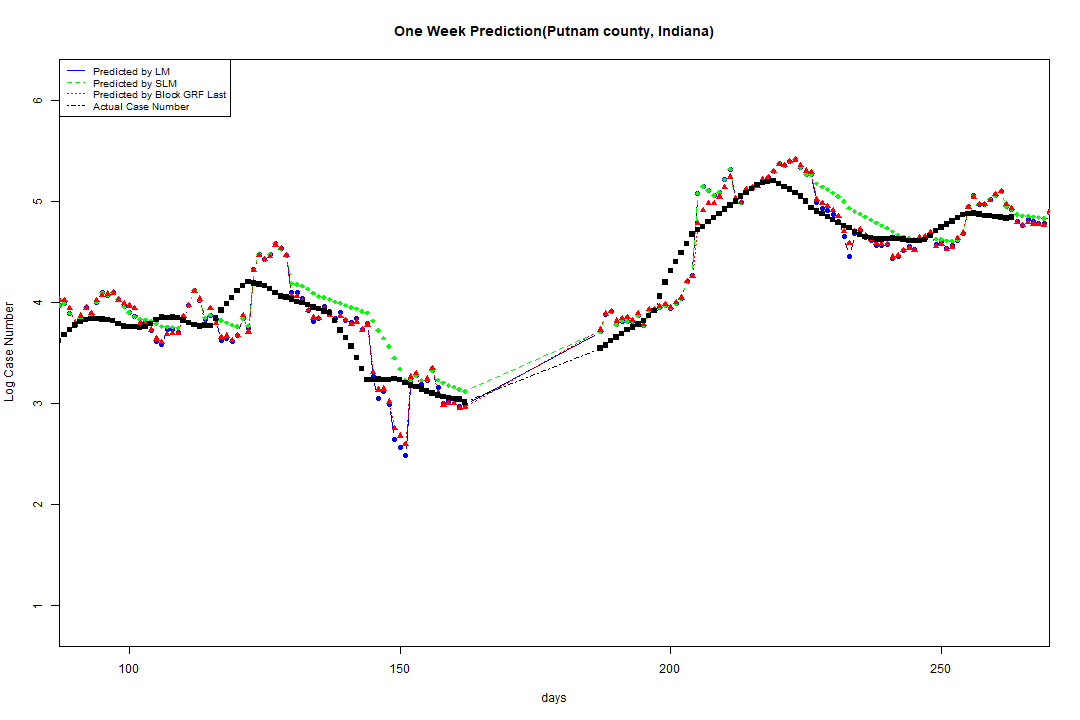 One Week Prediction(Putnam county, Indiana)
Predicted by LM
Predicted by SLM
Predicted by Block GRF Last
Actual Case Number
6
5
4
3
2
1
Log Case Number
100 150 200 250
days